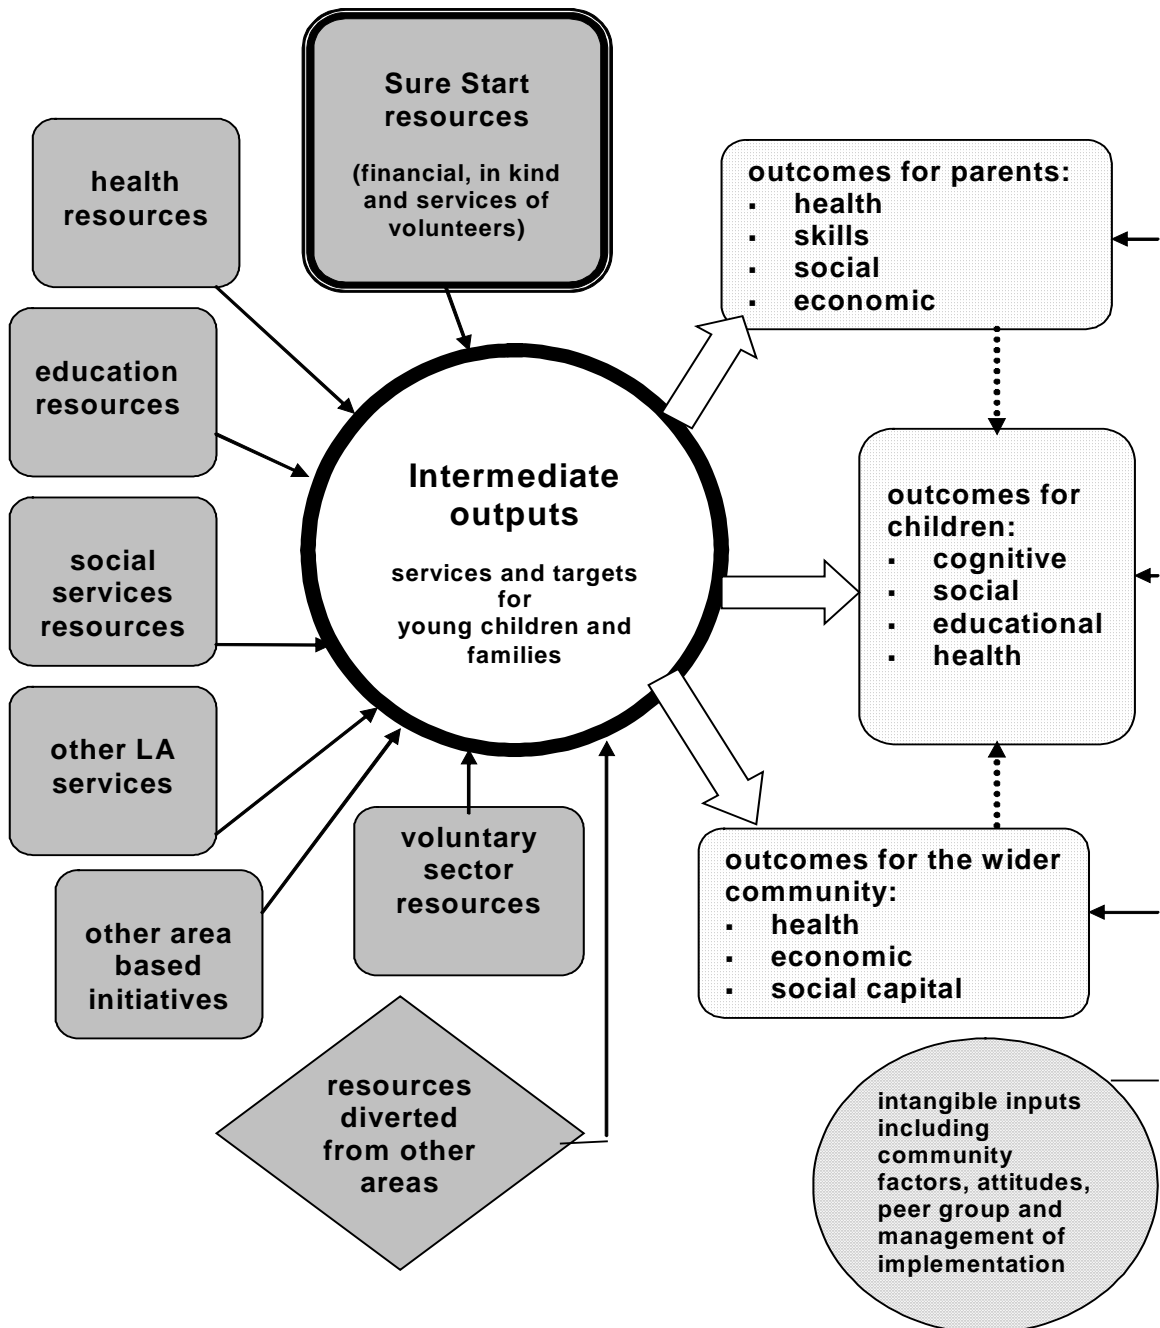 Sure Start
resources
(financial, in kind
and services of
volunteers)
health
resources
education
resources
social
services
resources
other LA
services
other area
based
initiatives
voluntary
sector
resources
resources
diverted
from other
areas
Intermediate
outputs
services and targets
for
young children and
families
outcomes for parents:
▪ health
▪ skills
▪ social
▪ economic
outcomes for
children:
▪ cognitive
▪ social
▪ educational
▪ health
outcomes for the wider
community:
▪ health
▪ economic
▪ social capital
intangible inputs
including
community
factors, attitudes,
peer group and
management of
implementation